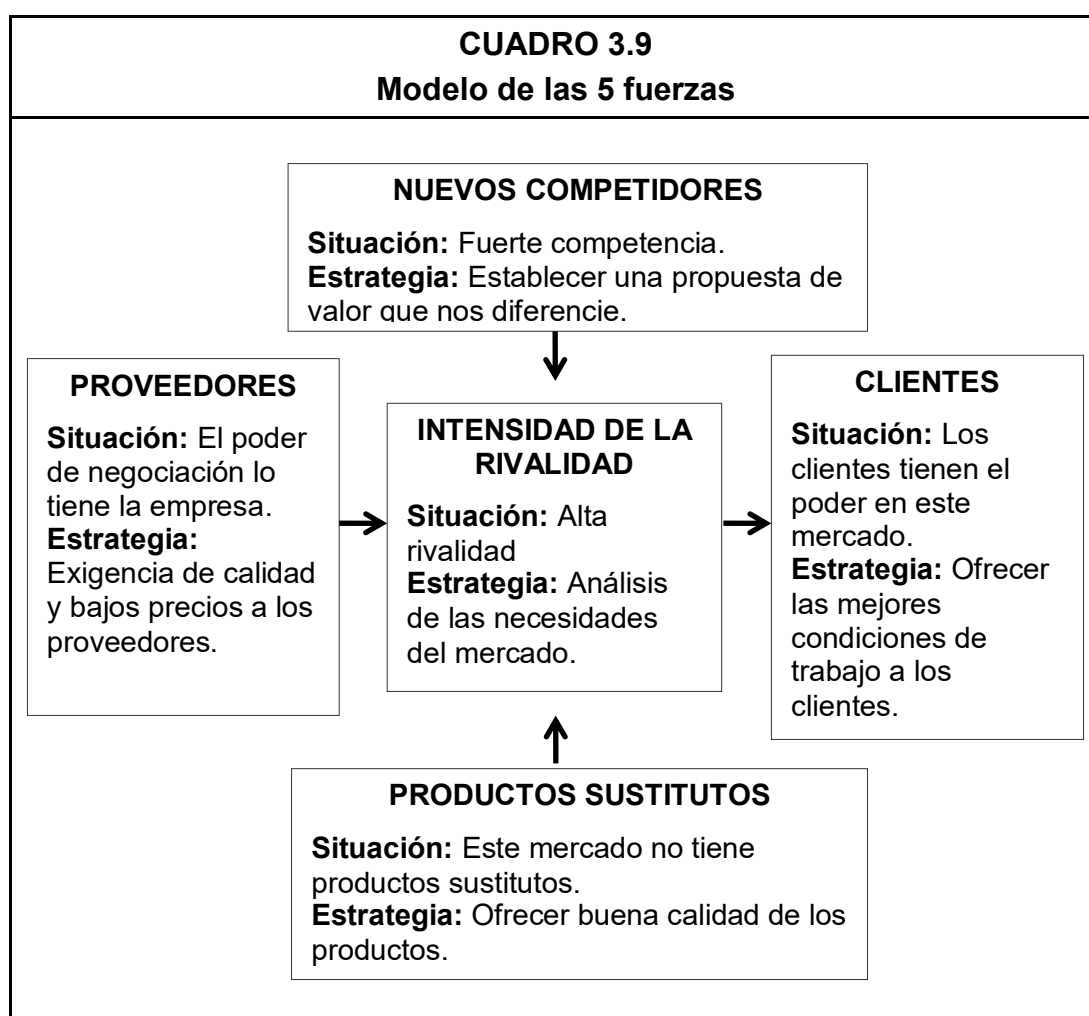 CUADRO 3.9
Modelo de las 5 fuerzas
NUEVOS COMPETIDORES
Situación: Fuerte competencia.
Estrategia: Establecer una propuesta de
valor que nos diferencie.
PROVEEDORES
Situación: El poder
de negociación lo
tiene la empresa.
Estrategia:
Exigencia de calidad
y bajos precios a los
proveedores.
INTENSIDAD DE LA
RIVALIDAD
Situación: Alta
rivalidad
Estrategia: Análisis
de las necesidades
del mercado.
CLIENTES
Situación: Los
clientes tienen el
poder en este
mercado.
Estrategia: Ofrecer
las mejores
condiciones de
trabajo a los
clientes.
PRODUCTOS SUSTITUTOS
Situación: Este mercado no tiene
productos sustitutos.
Estrategia: Ofrecer buena calidad de los
productos.